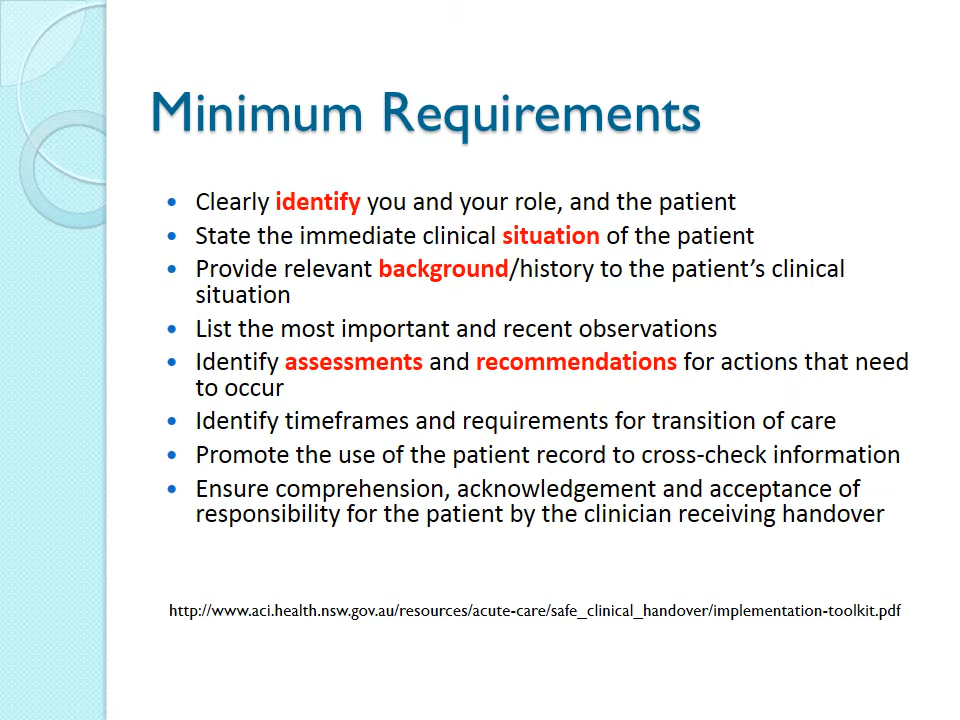 Minimum Requirements
• Clearly identify you and your role, and the patient
• State the immediate clinical situation of the patient
• Provide relevant background/history to the patient’s clinical
situation
• List the most important and recent observations
• Identify assessments and recommendations for actions that need
to occur
• Identify timeframes and requirements for transition of care
• Promote the use of the patient record to cross-check information
• Ensure comprehension, acknowledgement and acceptance of
responsibility for the patient by the clinician receiving handover
http://www.aci.health.nsw.gov.au/resources/acute-care/safe_clinical_handover/implementation-toolkit.pdf